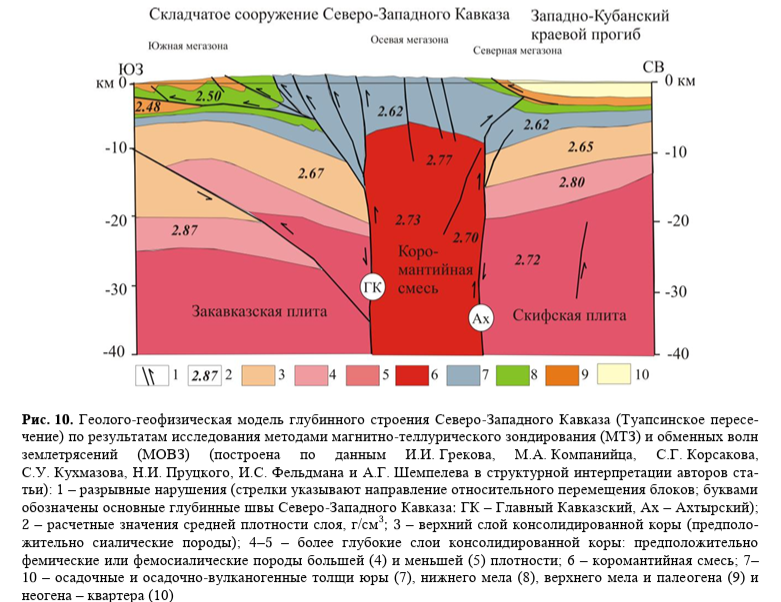 Складчатое сооружение Северо-Западного Кавказа
Западно-Кубанский
краевой прогиб
Южная мегазона
Осевая мегазона
Северная мегазона
ЮЗ
СВ
км 0
0 км
2.48
2.50
2.62
2.62
-10
-10
2.67
2.77
2.65
2.80
-20
-20
2.87
2.73
2.70
2.72
Коро-
мантийная
смесь
-30
-30
ГК
Ах
Закавказская плита
Скифская плита
-40
-40
1 2.87 2 3 4 5 6 7 8 9 10
Рис. 10. Геолого-геофизическая модель глубинного строения Северо-Западного Кавказа (Туапсинское пересе-
чение) по результатам исследования методами магнитно-теллурического зондирования (МТЗ) и обменных волн
землетрясений (МОВЗ) (построена по данным И.И. Грекова, М.А. Компанийца, С.Г. Корсакова,
С.У. Кухмазова, Н.И. Пруцкого, И.С. Фельдмана и А.Г. Шемпелева в структурной интерпретации авторов ста-
тьи): 1 – разрывные нарушения (стрелки указывают направление относительного перемещения блоков; буквами
обозначены основные глубинные швы Северо-Западного Кавказа: ГК – Главный Кавказский, Ах – Ахтырский);
2 – расчетные значения средней плотности слоя, г/см³; 3 – верхний слой консолидированной коры (предполо-
жительно сиалические породы); 4–5 – более глубокие слои консолидированной коры: предположительно
фемические или фемосиалические породы большей (4) и меньшей (5) плотности; 6 – коромантийная смесь; 7–
10 – осадочные и осадочно-вулканогенные толщи юры (7), нижнего мела (8), верхнего мела и палеогена (9) и
неогена – квартера (10)